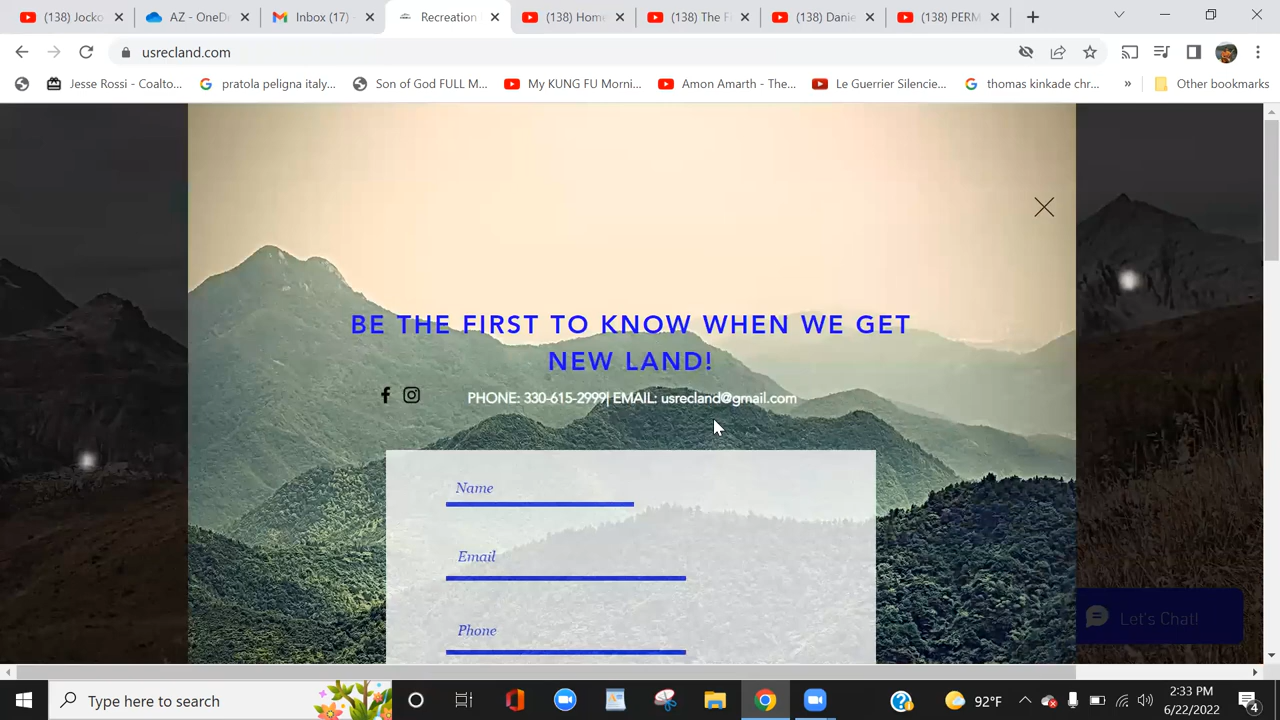 (138) Jocko
AZ - OneDr
Inbox (17) -
Recreation
(138) Home
(138) The F
(138) Danie
(138) PERM
usrecland.com
Jesse Rossi - Coalto...
pratola peligna italy...
Son of God FULL M...
My KUNG FU Morni...
Amon Amarth - The...
Le Guerrier Silencie...
thomas kinkade chr...
»
Other bookmarks
BE THE FIRST TO KNOW WHEN WE GET
NEW LAND!
PHONE: 330-615-2999| EMAIL: usrecland@gmail.com
Name
Email
Phone
Let's Chat!
Type here to search
92°F
2:33 PM
6/22/2022
4